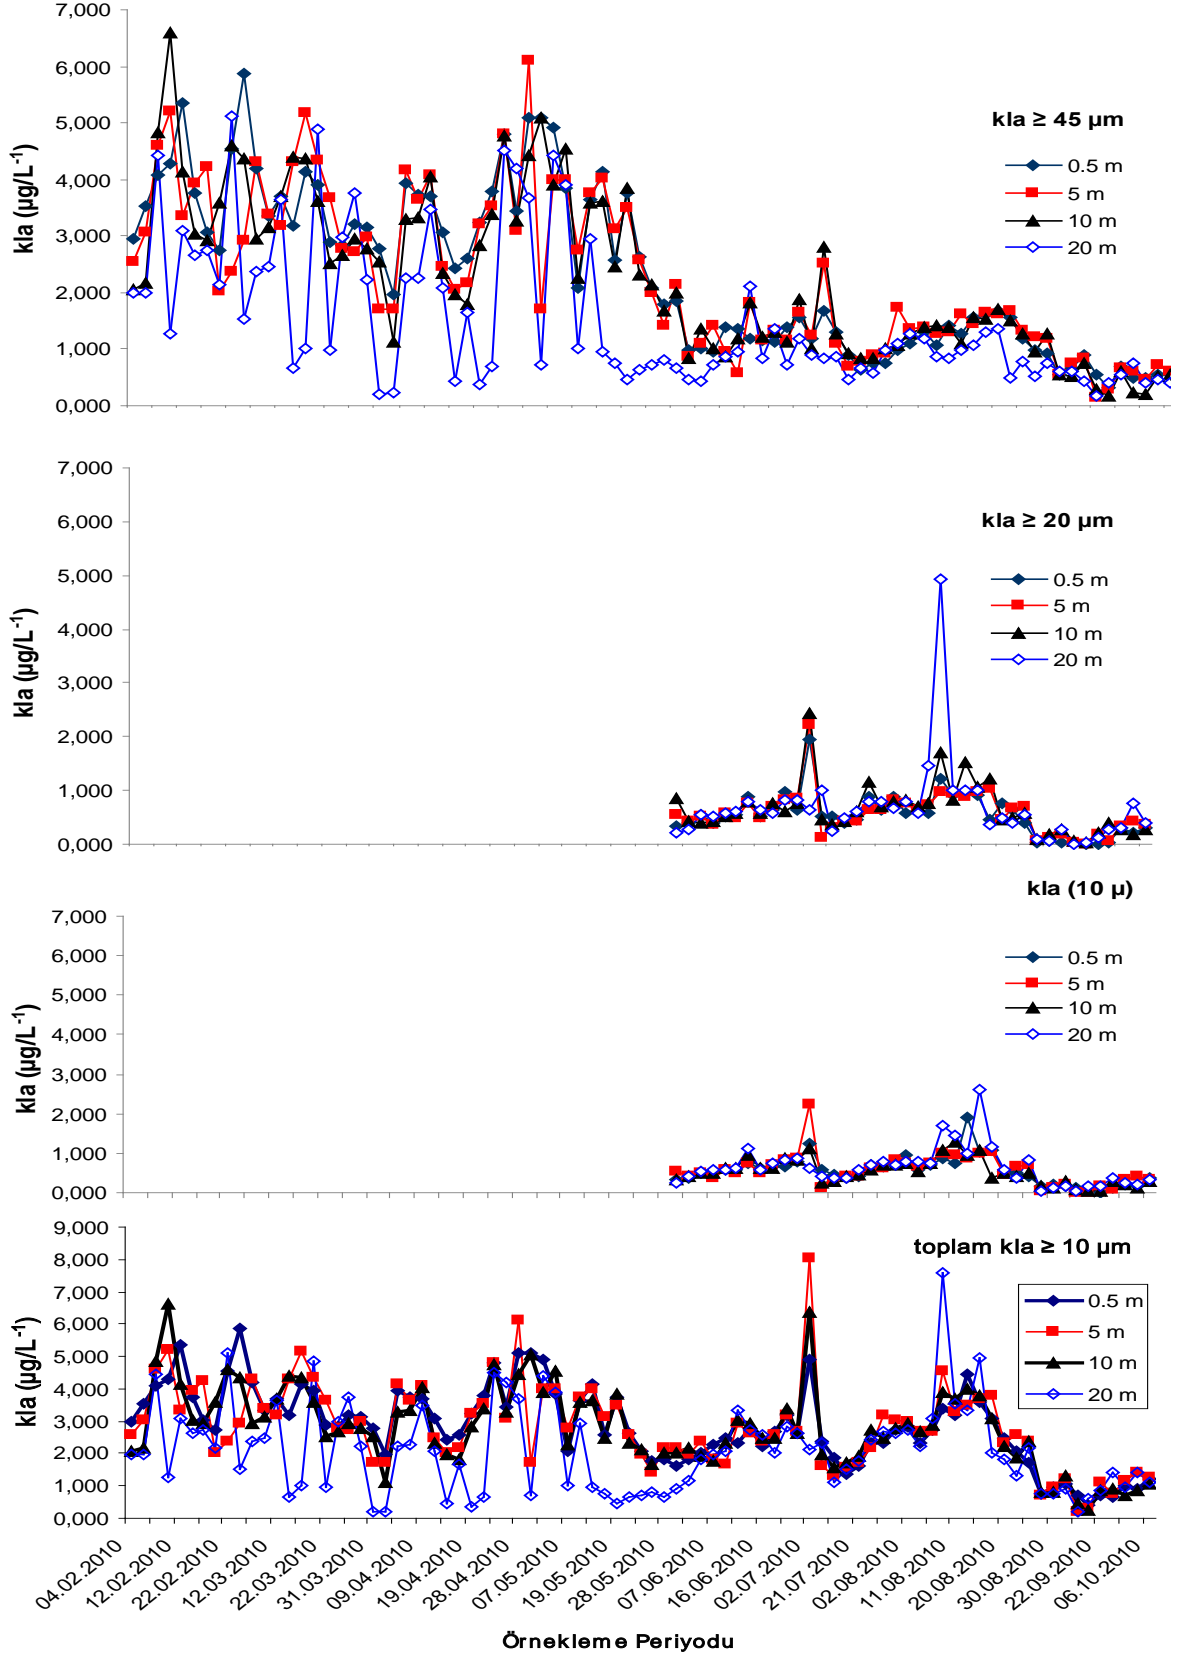 7,000
6,000
5,000
4,000
3,000
2,000
1,000
0,000
kla (µg/L⁻¹)
kla ≥ 45 µm
0.5 m
5 m
10 m
20 m
7,000
6,000
5,000
4,000
3,000
2,000
1,000
0,000
kla (µg/L⁻¹)
kla ≥ 20 µm
0.5 m
5 m
10 m
20 m
7,000
6,000
5,000
4,000
3,000
2,000
1,000
0,000
kla (µg/L⁻¹)
kla (10 µ)
0.5 m
5 m
10 m
20 m
9,000
8,000
7,000
6,000
5,000
4,000
3,000
2,000
1,000
0,000
kla (µg/L⁻¹)
toplam kla ≥ 10 µm
0.5 m
5 m
10 m
20 m
04.02.2010
12.02.2010
22.02.2010
12.03.2010
22.03.2010
31.03.2010
09.04.2010
19.04.2010
28.04.2010
07.05.2010
19.05.2010
28.05.2010
07.06.2010
16.06.2010
02.07.2010
21.07.2010
02.08.2010
11.08.2010
20.08.2010
30.08.2010
22.09.2010
06.10.2010
Örnekleme Periyodu